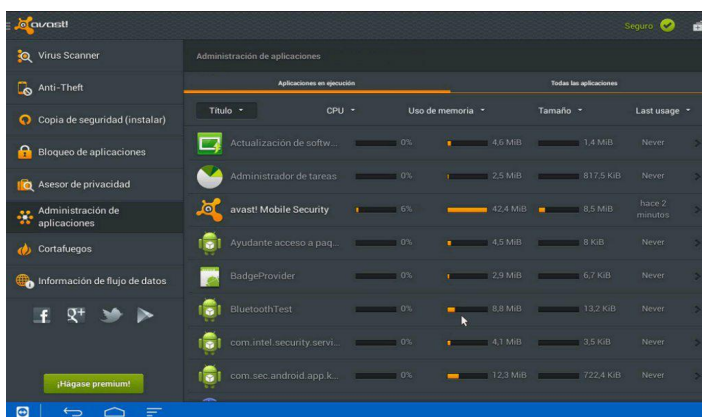 avast!
Seguro
Virus Scanner
Anti-Theft
Copia de seguridad (instalar)
Bloqueo de aplicaciones
Asesor de privacidad
Administración de
aplicaciones
Cortafuegos
Información de flujo de datos
¡Hágase premium!
Administración de aplicaciones
Aplicaciones en ejecución Todas las aplicaciones
Título CPU Uso de memoria Tamaño Last usage
Actualización de softw... 0% 4,6 MiB 1,4 MiB Never
Administrador de tareas 0% 2,5 MiB 817,5 KiB Never
avast! Mobile Security 6% 42,4 MiB 8,5 MiB hace 2
minutos
Ayudante acceso a paq... 0% 4,5 MiB 8 KiB Never
BadgeProvider 0% 2,9 MiB 6,7 KiB Never
BluetoothTest 0% 8,8 MiB 13,2 KiB Never
com.intel.security.servi... 0% 4,1 MiB 3,5 KiB Never
com.sec.android.app.k... 0% 12,3 MiB 722,4 KiB Never